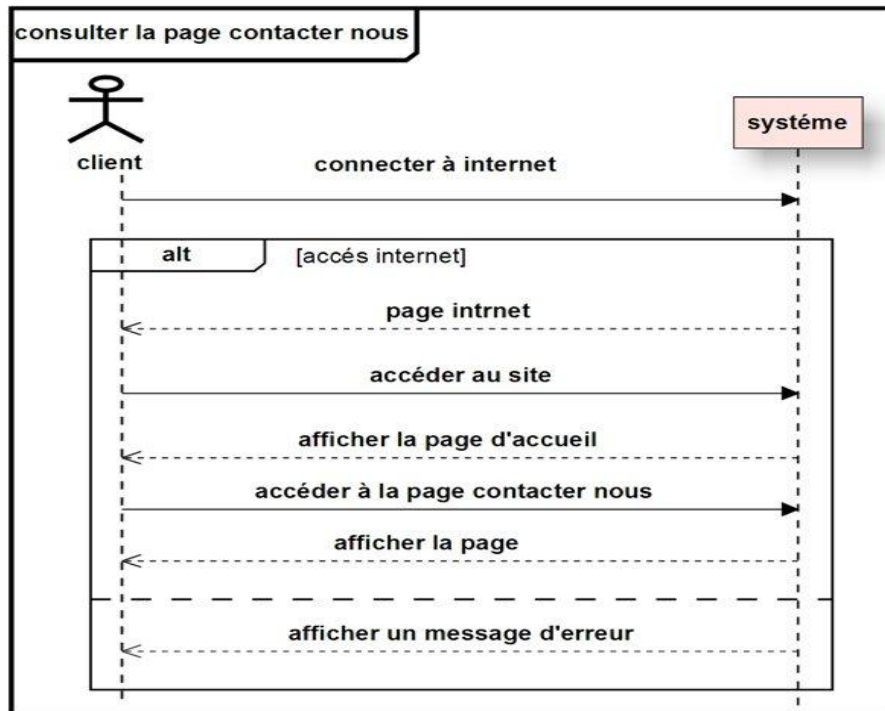 consulter la page contacter nous
systéme
client
connecter à internet
alt
[accés internet]
page intrnet
accéder au site
afficher la page d'accueil
accéder à la page contacter nous
afficher la page
afficher un message d'erreur